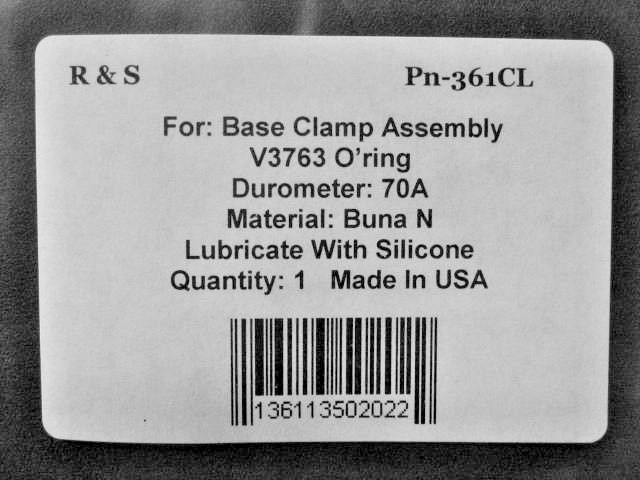 R & S Pn-361CL
For: Base Clamp Assembly
V3763 O’ring
Durometer: 70A
Material: Buna N
Lubricate With Silicone
Quantity: 1 Made In USA
136113502022